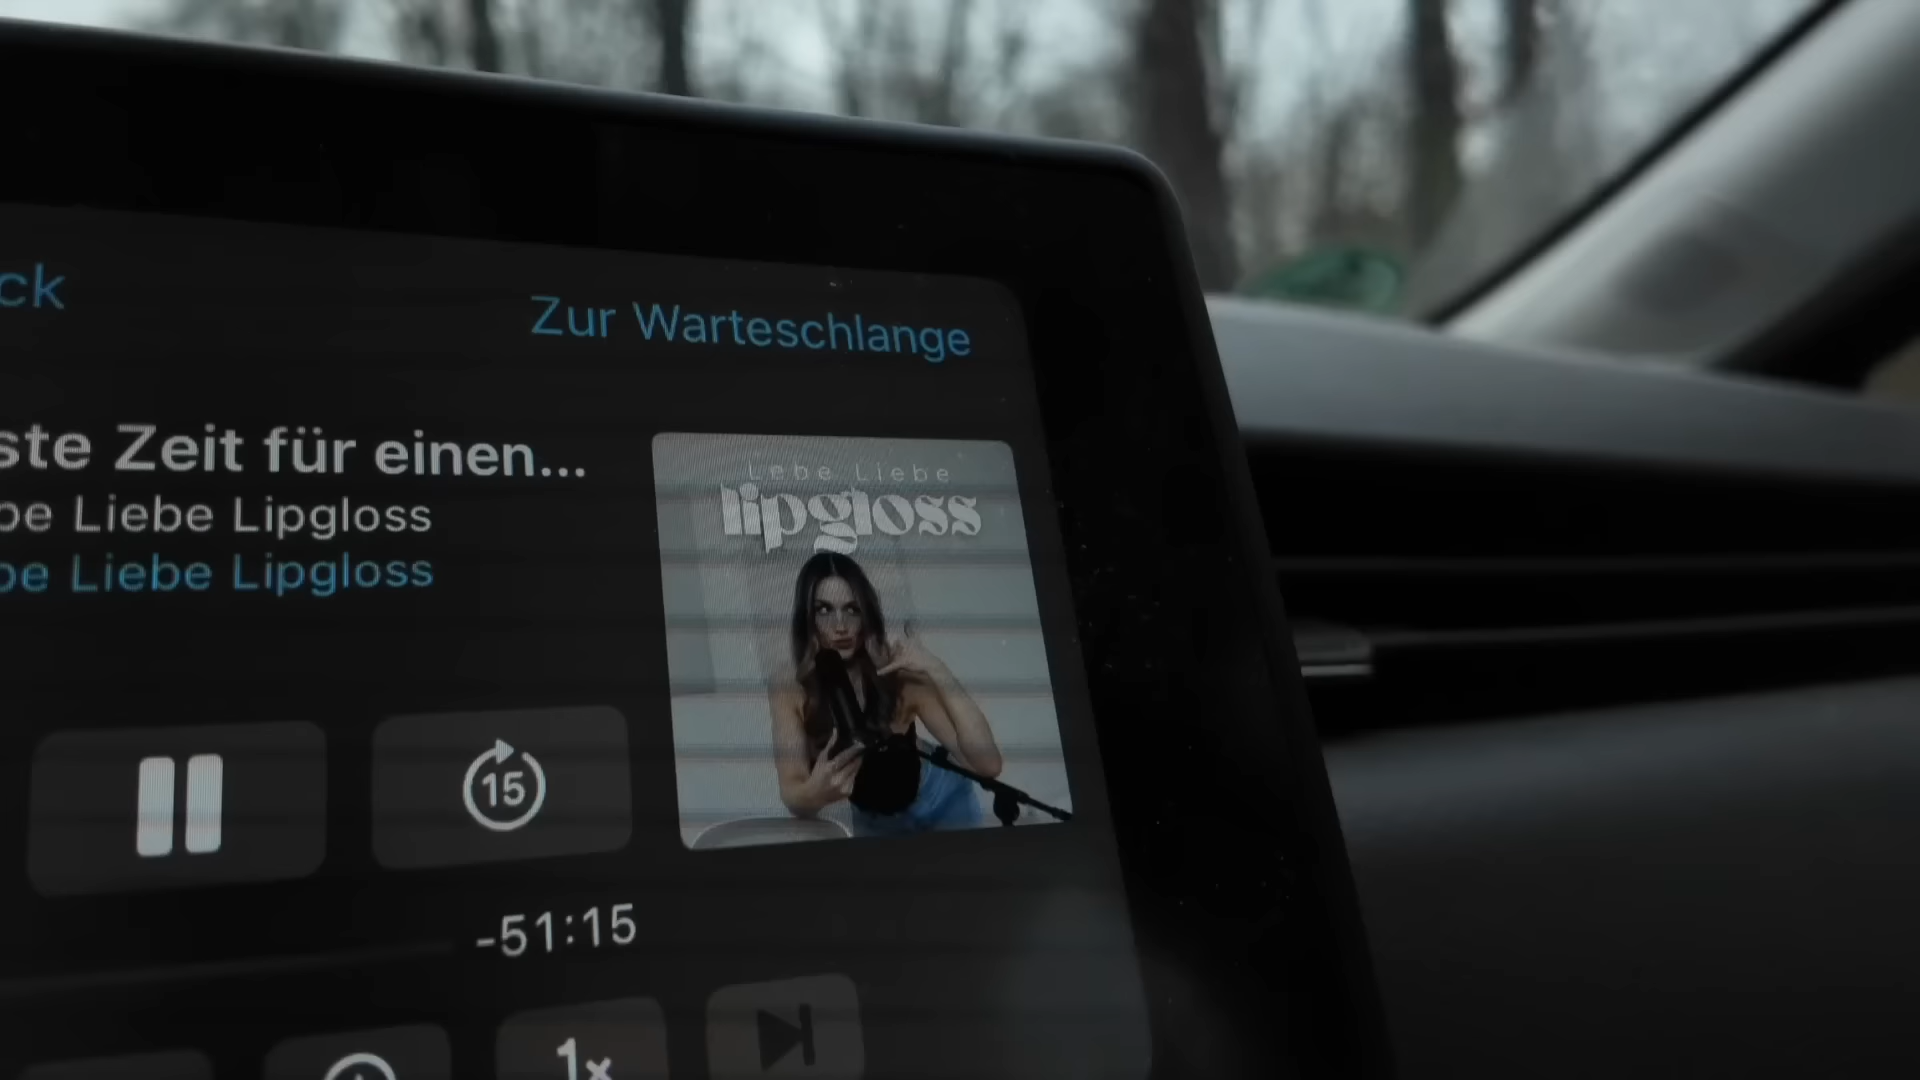 ck
Zur Warteschlange
ste Zeit für einen...
be Liebe Lipgloss
be Liebe Lipgloss
Lebe Liebe
lipgloss
15
-51:15
1x